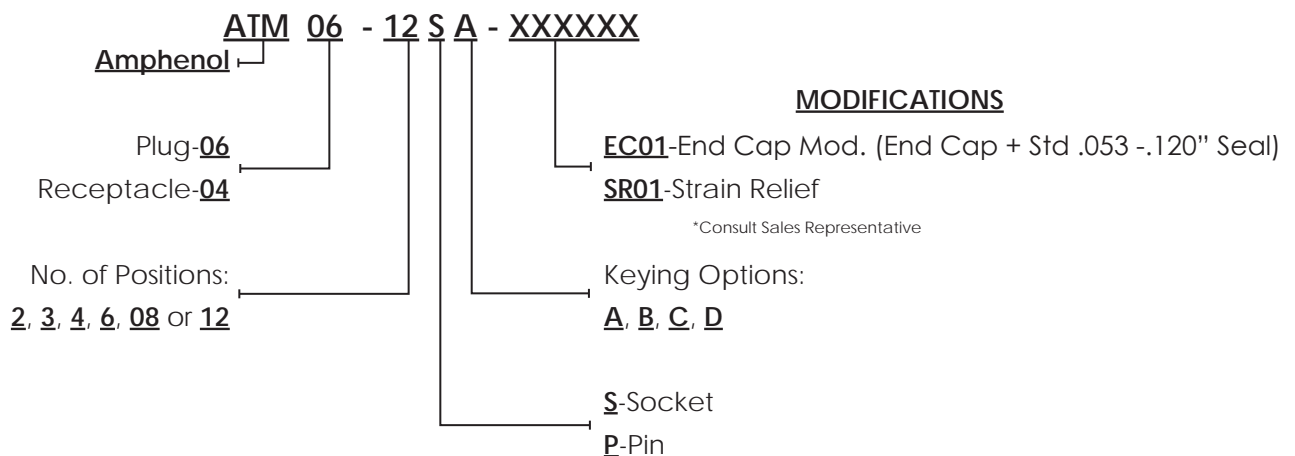 ATM 06 - 12 S A - XXXXXX
Amphenol
MODIFICATIONS
Plug-06
Receptacle-04
EC01-End Cap Mod. (End Cap + Std .053 -.120” Seal)
SR01-Strain Relief
*Consult Sales Representative
No. of Positions:
2, 3, 4, 6, 08 or 12
Keying Options:
A, B, C, D
S-Socket
P-Pin